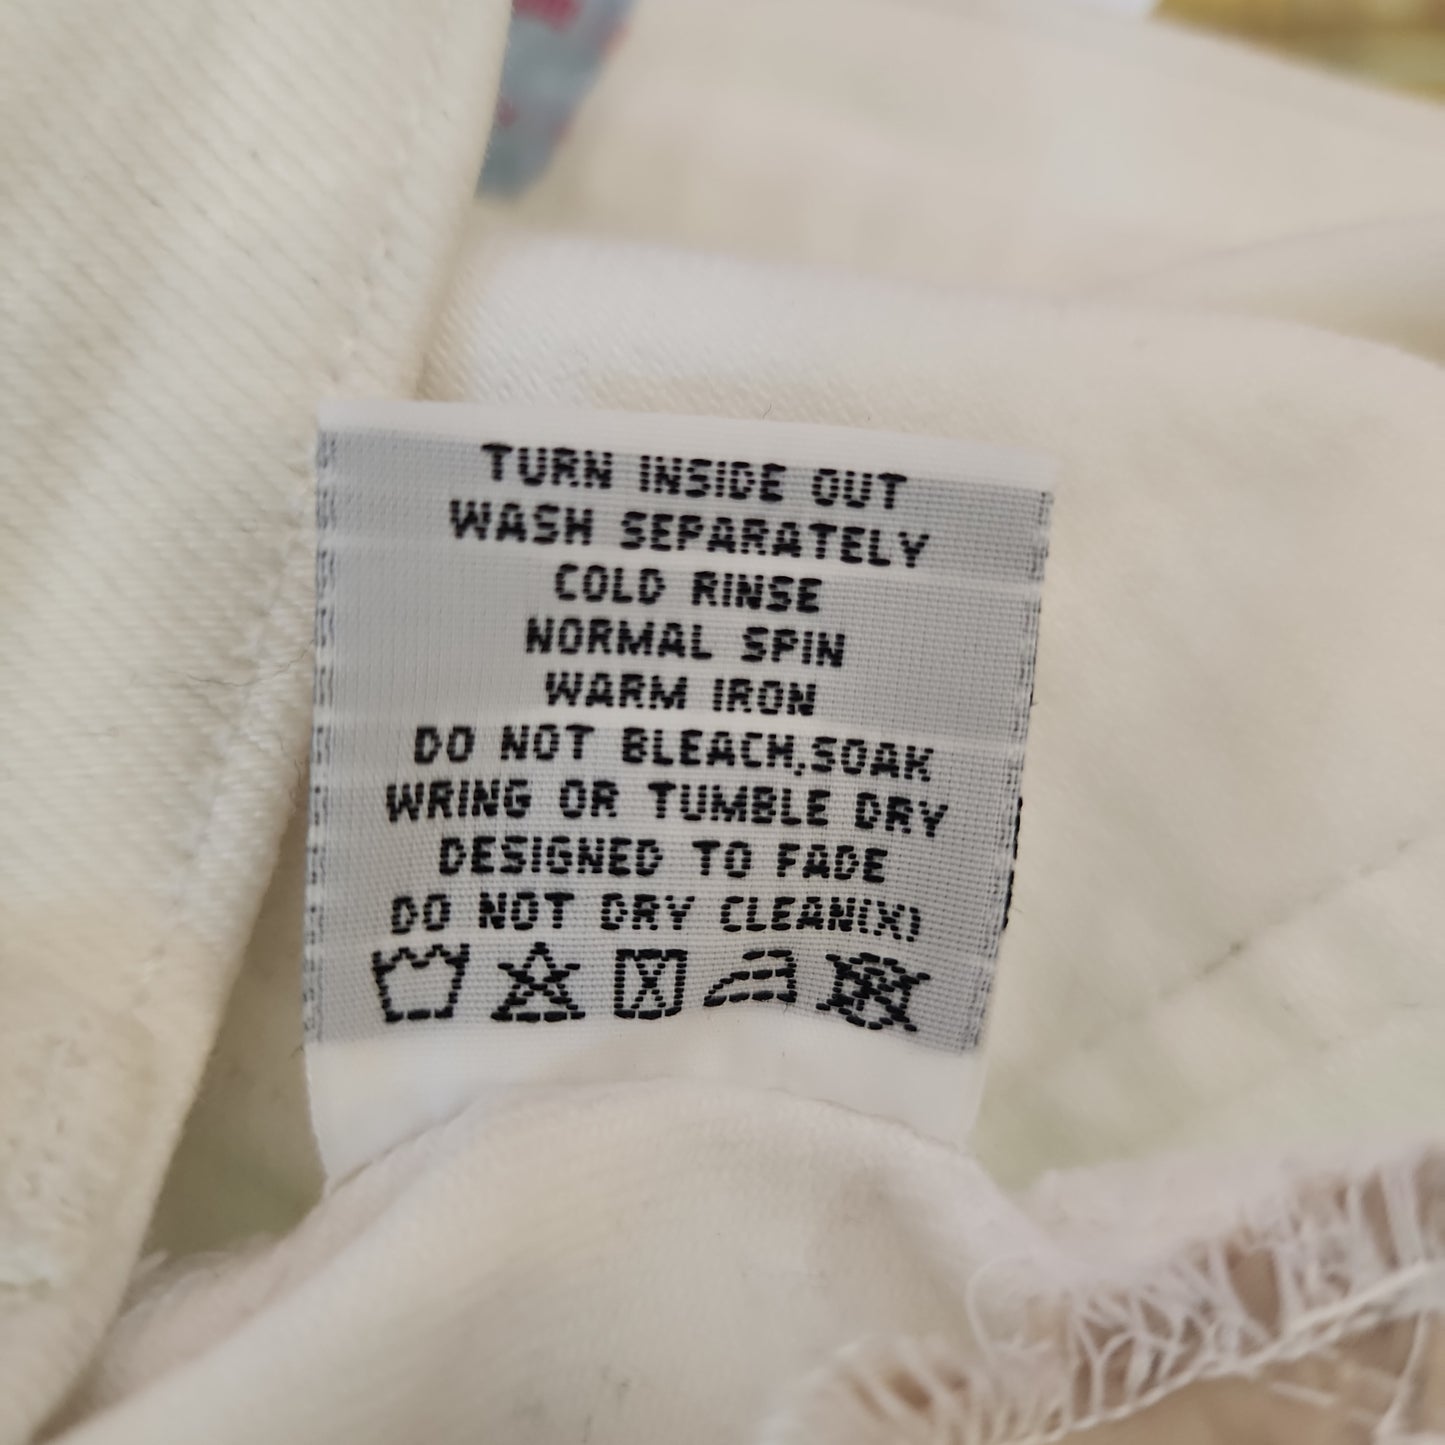 TURN INSIDE OUT
WASH SEPARATELY
COLD RINSE
NORMAL SPIN
WARM IRON
DO NOT BLEACH,SOAK
WRING OR TUMBLE DRY
DESIGNED TO FADE
DO NOT DRY CLEAN(X)